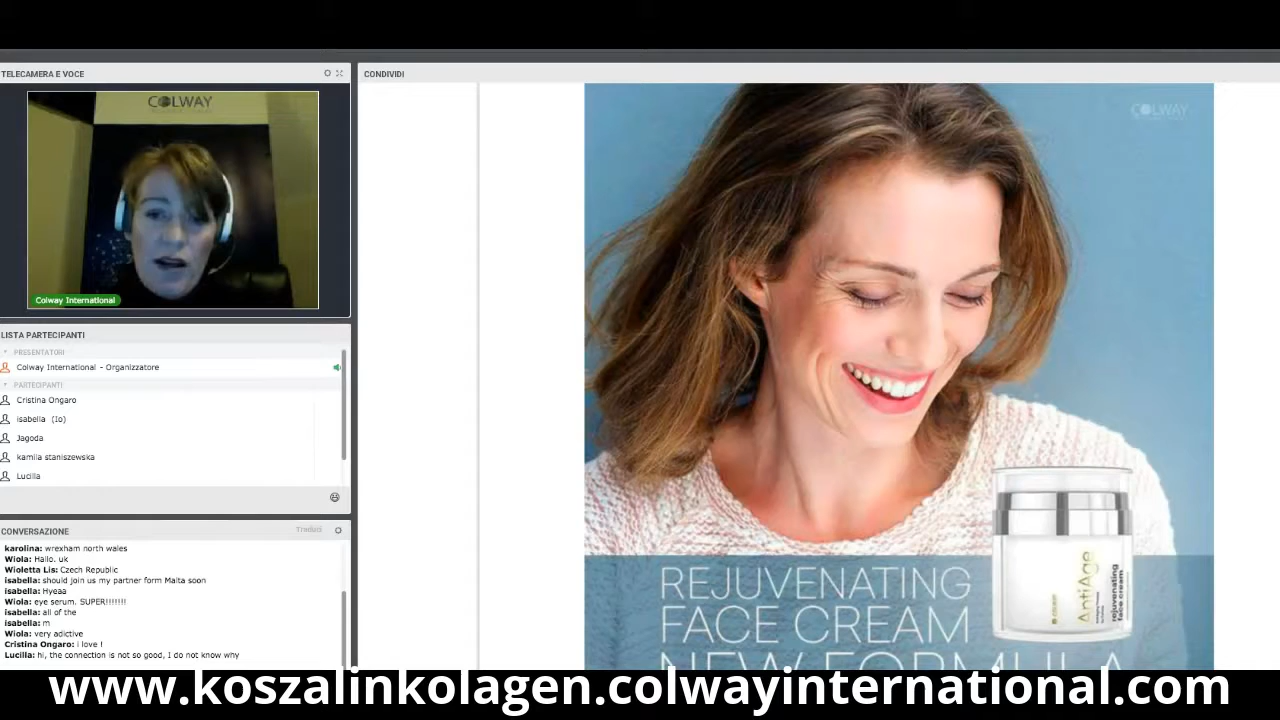 TELECAMERA E VOCE
COLWAY
Colway International
LISTA PARTECIPANTI
PRESENTATORI
Colway International - Organizzatore
PARTECIPANTI
Cristina Ongaro
isabella (Io)
Jagoda
kamila staniszewska
Lucilla
CONVERSAZIONE
Traduci
karolina: wrexham north wales
Wiola: Hallo. uk
Wioletta Lis: Czech Republic
isabella: should join us my partner form Malta soon
isabella: Hyeaa
Wiola: eye serum. SUPER!!!!!!!
isabella: all of the
isabella: m
Wiola: very adictive
Cristina Ongaro: i love !
Lucilla: hi, the connection is not so good, I do not know why
CONDIVIDI
COLWAY
AntiAge
rejuvenating
face cream
REJUVENATING
FACE CREAM
NEW FORMULA
www.koszalinkolagen.colwayinternational.com